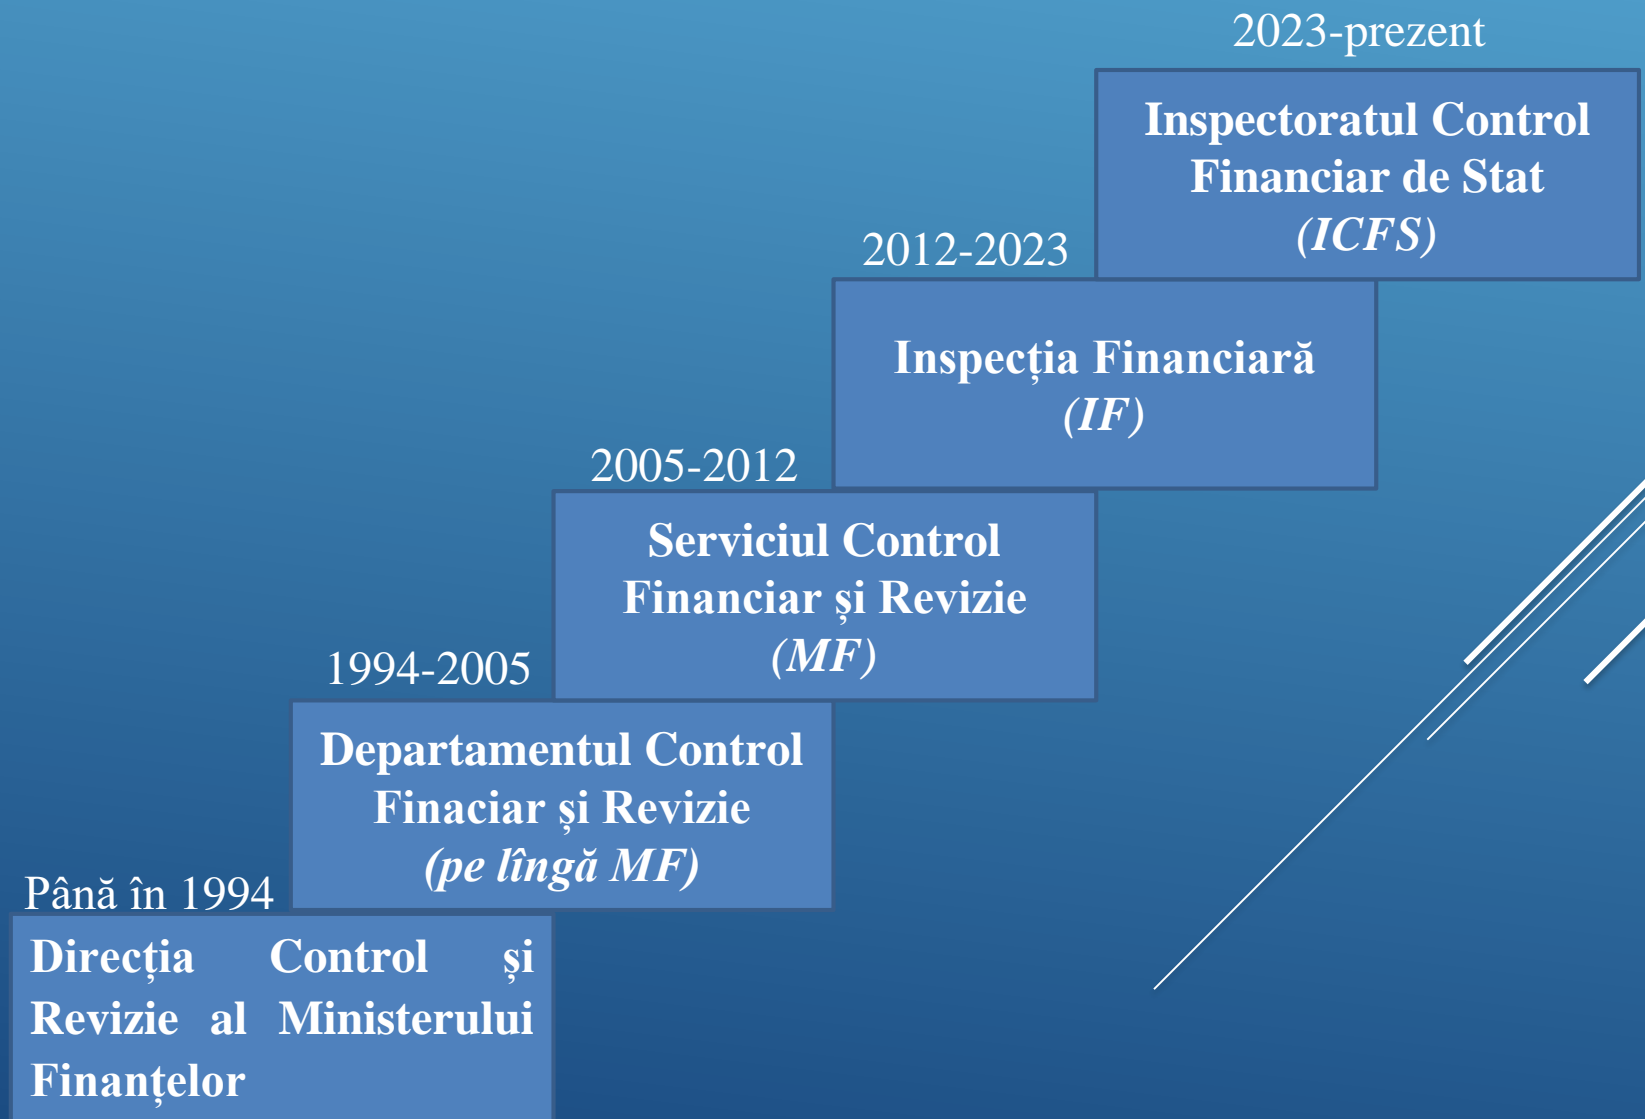 2023-prezent
Inspectoratul Control
Financiar de Stat
(ICFS)
2012-2023
Inspecția Financiară
(IF)
2005-2012
Serviciul Control
Financiar și Revizie
(MF)
1994-2005
Departamentul Control
Finaciar și Revizie
(pe lîngă MF)
Până în 1994
Direcția Control și
Revizie al Ministerului
Finanțelor